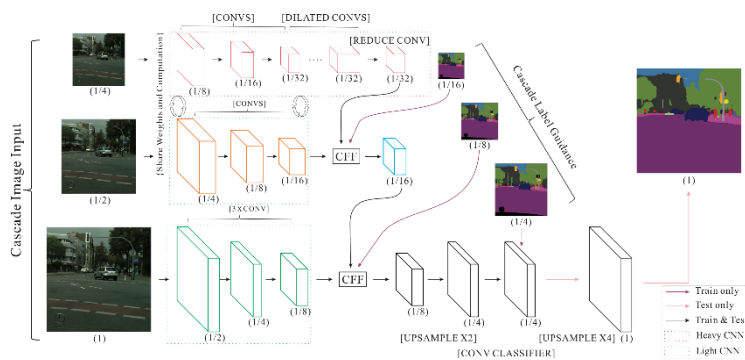 [CONVS]
[DILATED CONVS]
[REDUCE CONV]
(1/4)
(1/8)
(1/16)
(1/32)
(1/32)
(1/32)
(1/16)
Cascade Image Input
[Share Weights and Computation]
Cascade Label Guidance
[CONVS]
(1/8)
(1)
CFF
(1/2)
(1/4)
(1/8)
(1/16)
(1/16)
[3XCONV]
(1/4)
CFF
(1)
(1/2)
(1/4)
(1/8)
(1/8)
(1/4)
(1/4)
(1)
[UPSAMPLE X2]
[UPSAMPLE X4]
[CONV CLASSIFIER]
Train only
Test only
Train & Tes
Heavy CNN
Light CNN